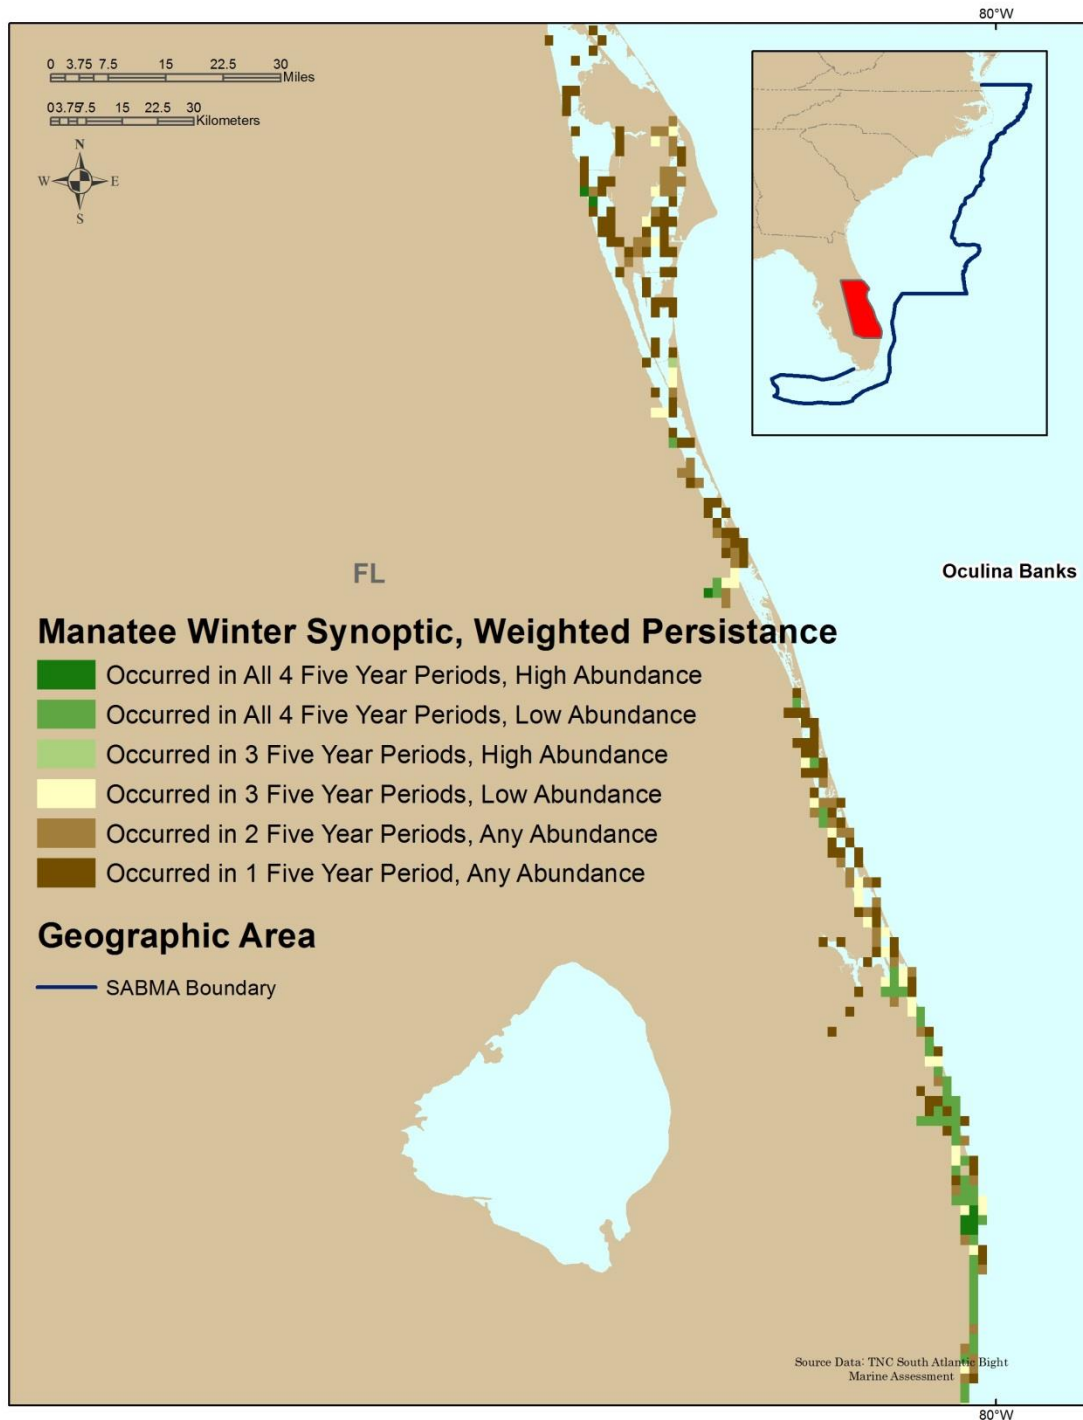 80°W
0 3.75 7.5 15 22.5 30
Miles
03.757.5 15 22.5 30
Kilometers
N
W E
S
Oculina Banks
FL
Manatee Winter Synoptic, Weighted Persistance
Occurred in All 4 Five Year Periods, High Abundance
Occurred in All 4 Five Year Periods, Low Abundance
Occurred in 3 Five Year Periods, High Abundance
Occurred in 3 Five Year Periods, Low Abundance
Occurred in 2 Five Year Periods, Any Abundance
Occurred in 1 Five Year Period, Any Abundance
Geographic Area
SABMA Boundary
Source Data: TNC South Atlantic Bight
Marine Assessment
80°W